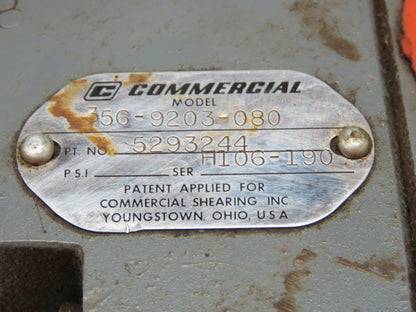 C COMMERCIAL
MODEL
356-9203-080
PT. NO. 5293244
P.S.I. SER H106-190
PATENT APPLIED FOR
COMMERCIAL SHEARING INC
YOUNGSTOWN, OHIO, U.S.A